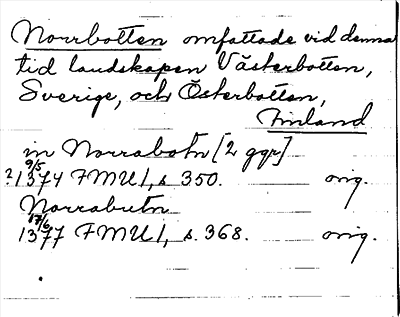 Norrbotten omfattade vid denna
tid landskapen Västerbotten,
Sverige, och Österbotten,
Finland
in Norrabotn [2 ggr]
9/5
? 1374 FMU I, s. 350. orig.
Norrabutn
17/6
1377 FMU I, s. 368. orig.